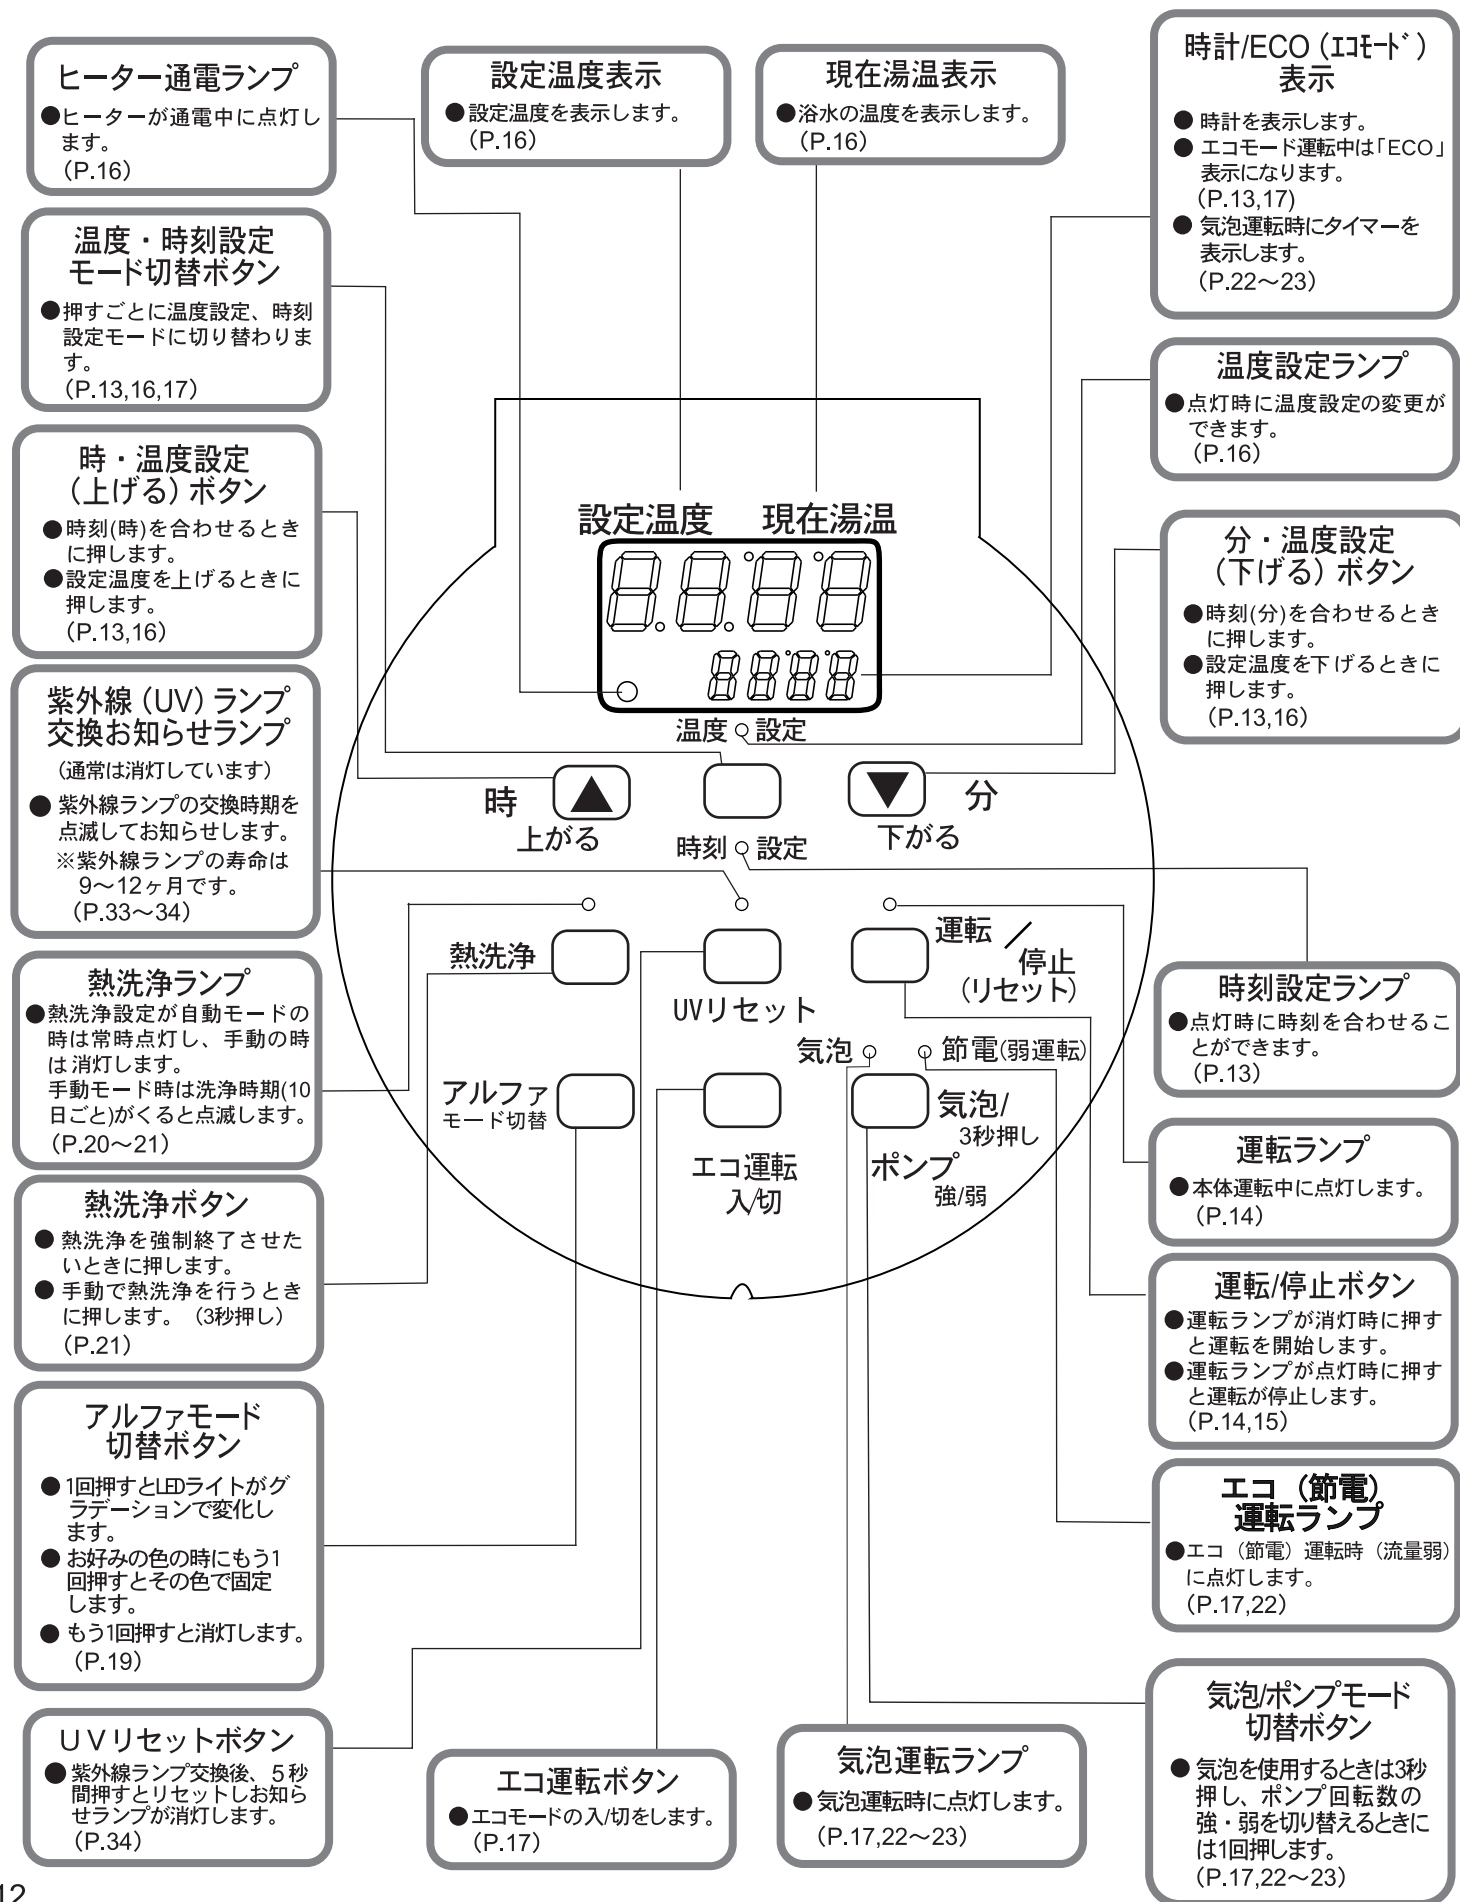 ヒーター通電ランプ
●ヒーターが通電中に点灯し
ます。
(P.16)
設定温度表示
●設定温度を表示します。
(P.16)
現在湯温表示
●浴水の温度を表示します。
(P.16)
時計/ECO（ｴｺﾓｰﾄﾞ）
表示
●時計を表示します。
●エコモード運転中は「ECO」
表示になります。
(P.13,17)
●気泡運転時にタイマーを
表示します。
(P.22～23)
温度・時刻設定
モード切替ボタン
●押すごとに温度設定、時刻
設定モードに切り替わりま
す。
(P.13,16,17)
温度設定ランプ
●点灯時に温度設定の変更が
できます。
(P.16)
時・温度設定
（上げる）ボタン
●時刻(時)を合わせるとき
に押します。
●設定温度を上げるときに
押します。
(P.13,16)
分・温度設定
（下げる）ボタン
●時刻(分)を合わせるとき
に押します。
●設定温度を下げるときに
押します。
(P.13,16)
紫外線（UV）ランプ
交換お知らせランプ
（通常は消灯しています）
●紫外線ランプの交換時期を
点滅してお知らせします。
※紫外線ランプの寿命は
9～12ヶ月です。
(P.33～34)
設定温度 現在湯温
8.8.8 8
8888
温度 設定
時 ▲ ▼ 分
上がる 下がる
時刻 設定
熱洗浄
UVリセット
運転／
停止
(リセット)
気泡 節電(弱運転)
アルファ
モード切替
エコ運転
入/切
気泡/
3秒押し
ポンプ
強/弱
熱洗浄ランプ
●熱洗浄設定が自動モードの
時は常時点灯し、手動の時
は消灯します。
手動モード時は洗浄時期(10
日ごと)がくると点滅します。
(P.20～21)
時刻設定ランプ
●点灯時に時刻を合わせるこ
とができます。
(P.13)
運転ランプ
●本体運転中に点灯します。
(P.14)
熱洗浄ボタン
●熱洗浄を強制終了させた
いときに押します。
●手動で熱洗浄を行うとき
に押します。（3秒押し）
(P.21)
運転/停止ボタン
●運転ランプが消灯時に押す
と運転を開始します。
●運転ランプが点灯時に押す
と運転が停止します。
(P.14,15)
アルファモード
切替ボタン
●1回押すとLEDライトがグ
ラデーションで変化し
ます。
●お好みの色の時にもう1
回押すとその色で固定
します。
●もう1回押すと消灯します。
(P.19)
エコ（節電）
運転ランプ
●エコ（節電）運転時（流量弱）
に点灯します。
(P.17,22)
ＵＶリセットボタン
●紫外線ランプ交換後、５秒
間押すとリセットしお知ら
せランプが消灯します。
(P.34)
エコ運転ボタン
●エコモードの入/切をします。
(P.17)
気泡運転ランプ
●気泡運転時に点灯します。
(P.17,22～23)
気泡/ポンプモード
切替ボタン
●気泡を使用するときは3秒
押し、ポンプ回転数の
強・弱を切り替えるときに
は1回押します。
(P.17,22～23)
12